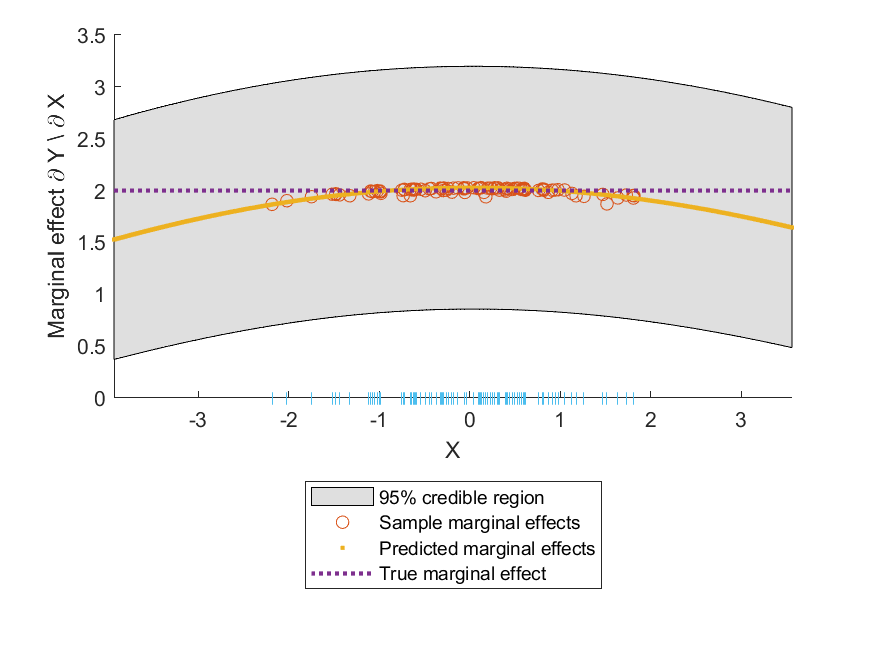 3.5
3
2.5
2
1.5
1
0.5
0
Marginal effect ∂ Y \ ∂ X
-3 -2 -1 0 1 2 3
X
95% credible region
Sample marginal effects
Predicted marginal effects
True marginal effect